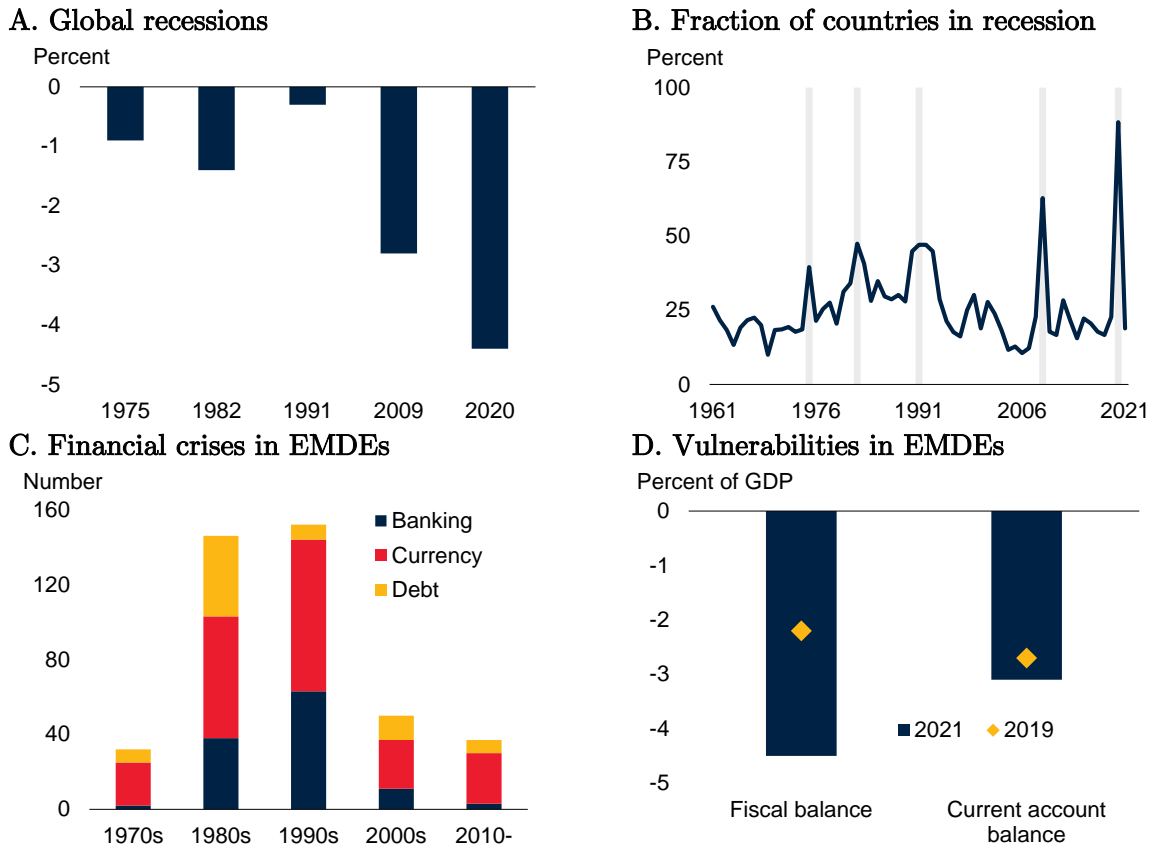 A. Global recessions
Percent
0
-1
-2
-3
-4
-5
1975 1982 1991 2009 2020
B. Fraction of countries in recession
Percent
100
75
50
25
0
1961 1976 1991 2006 2021
C. Financial crises in EMDEs
Number
160
120
80
40
0
Banking
Currency
Debt
1970s 1980s 1990s 2000s 2010-
D. Vulnerabilities in EMDEs
Percent of GDP
0
-1
-2
-3
-4
-5
2021 2019
Fiscal balance Current account
balance